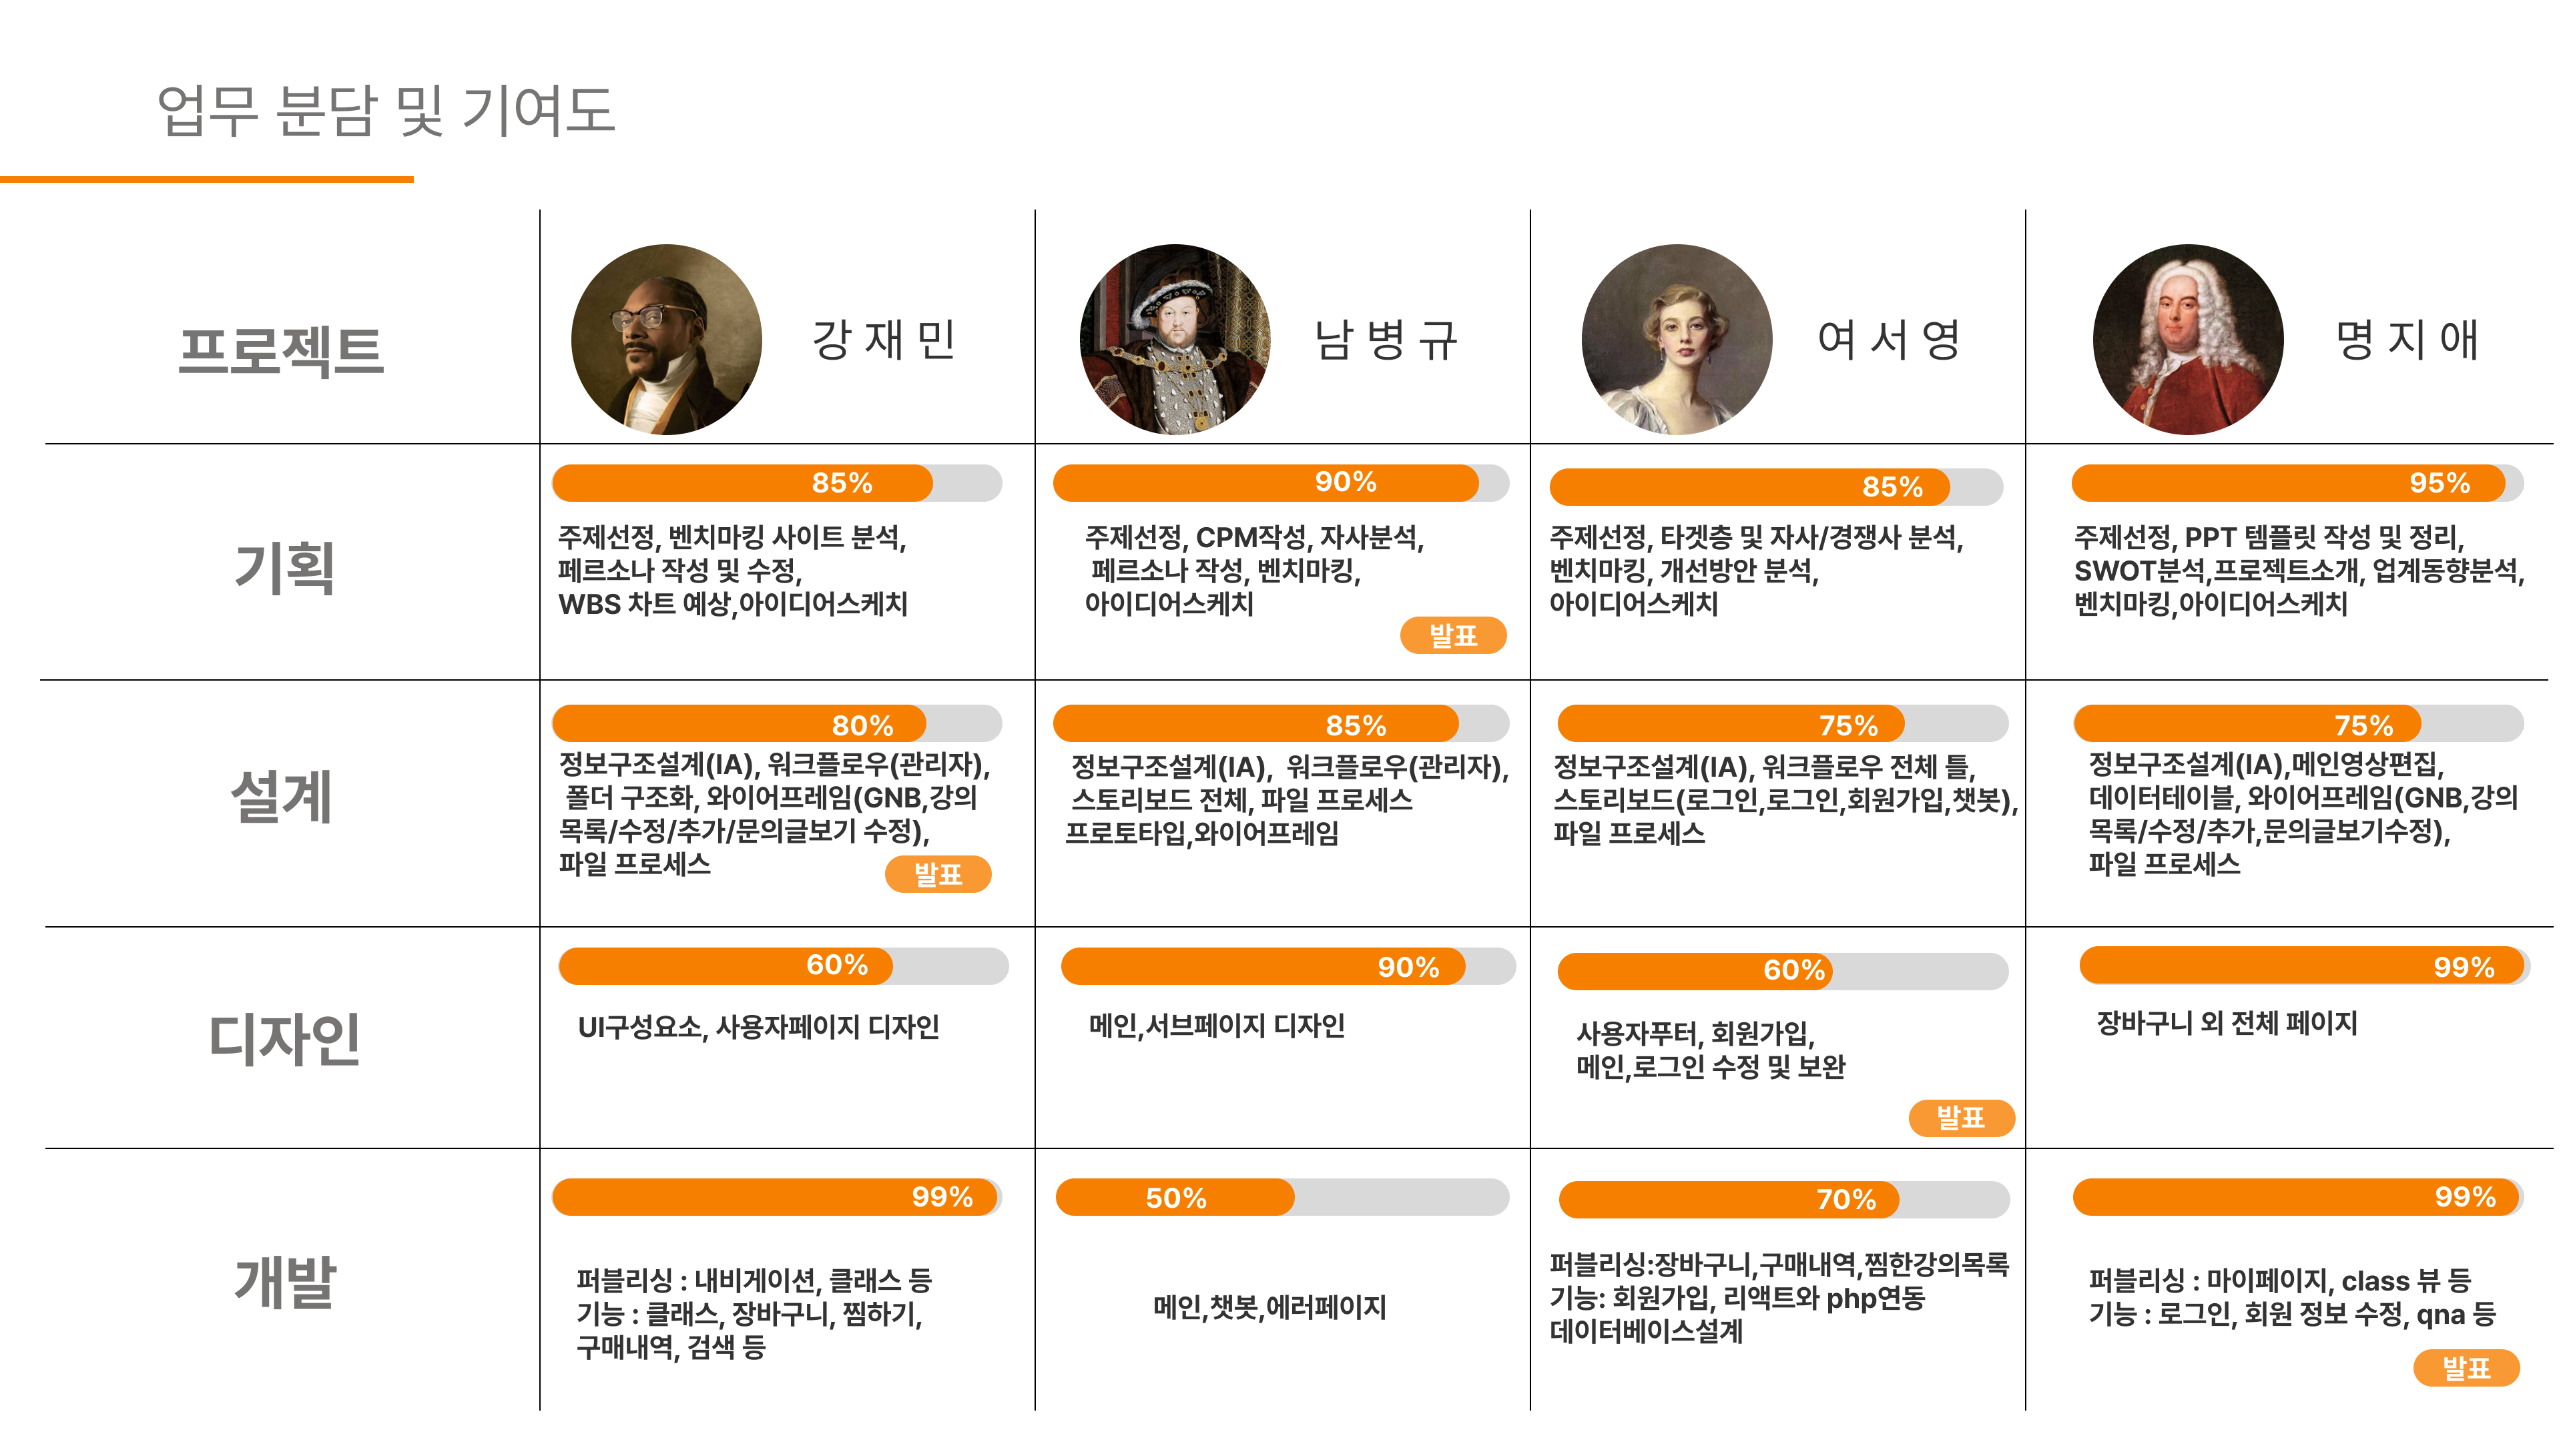 업무 분담 및 기여도
프로젝트
강재민
남병규
여서영
명지애
기획
85%
주제선정, 벤치마킹 사이트 분석,
페르소나 작성 및 수정,
WBS 차트 예상,아이디어스케치
90%
주제선정, CPM작성, 자사분석,
페르소나 작성, 벤치마킹,
아이디어스케치
발표
85%
주제선정, 타겟층 및 자사/경쟁사 분석,
벤치마킹, 개선방안 분석,
아이디어스케치
95%
주제선정, PPT 템플릿 작성 및 정리,
SWOT분석,프로젝트소개, 업계동향분석,
벤치마킹,아이디어스케치
설계
80%
정보구조설계(IA), 워크플로우(관리자),
폴더 구조화, 와이어프레임(GNB,강의
목록/수정/추가/문의글보기 수정),
파일 프로세스
발표
85%
정보구조설계(IA), 워크플로우(관리자),
스토리보드 전체, 파일 프로세스
프로토타입,와이어프레임
75%
정보구조설계(IA), 워크플로우 전체 틀,
스토리보드(로그인,로그인,회원가입,챗봇),
파일 프로세스
75%
정보구조설계(IA),메인영상편집,
데이터테이블, 와이어프레임(GNB,강의
목록/수정/추가,문의글보기수정),
파일 프로세스
디자인
60%
UI구성요소, 사용자페이지 디자인
90%
메인,서브페이지 디자인
60%
사용자푸터, 회원가입,
메인,로그인 수정 및 보완
발표
99%
장바구니 외 전체 페이지
개발
99%
퍼블리싱 : 내비게이션, 클래스 등
기능 : 클래스, 장바구니, 찜하기,
구매내역, 검색 등
50%
메인,챗봇,에러페이지
70%
퍼블리싱:장바구니,구매내역,찜한강의목록
기능: 회원가입, 리액트와 php연동
데이터베이스설계
99%
퍼블리싱 : 마이페이지, class 뷰 등
기능 : 로그인, 회원 정보 수정, qna 등
발표